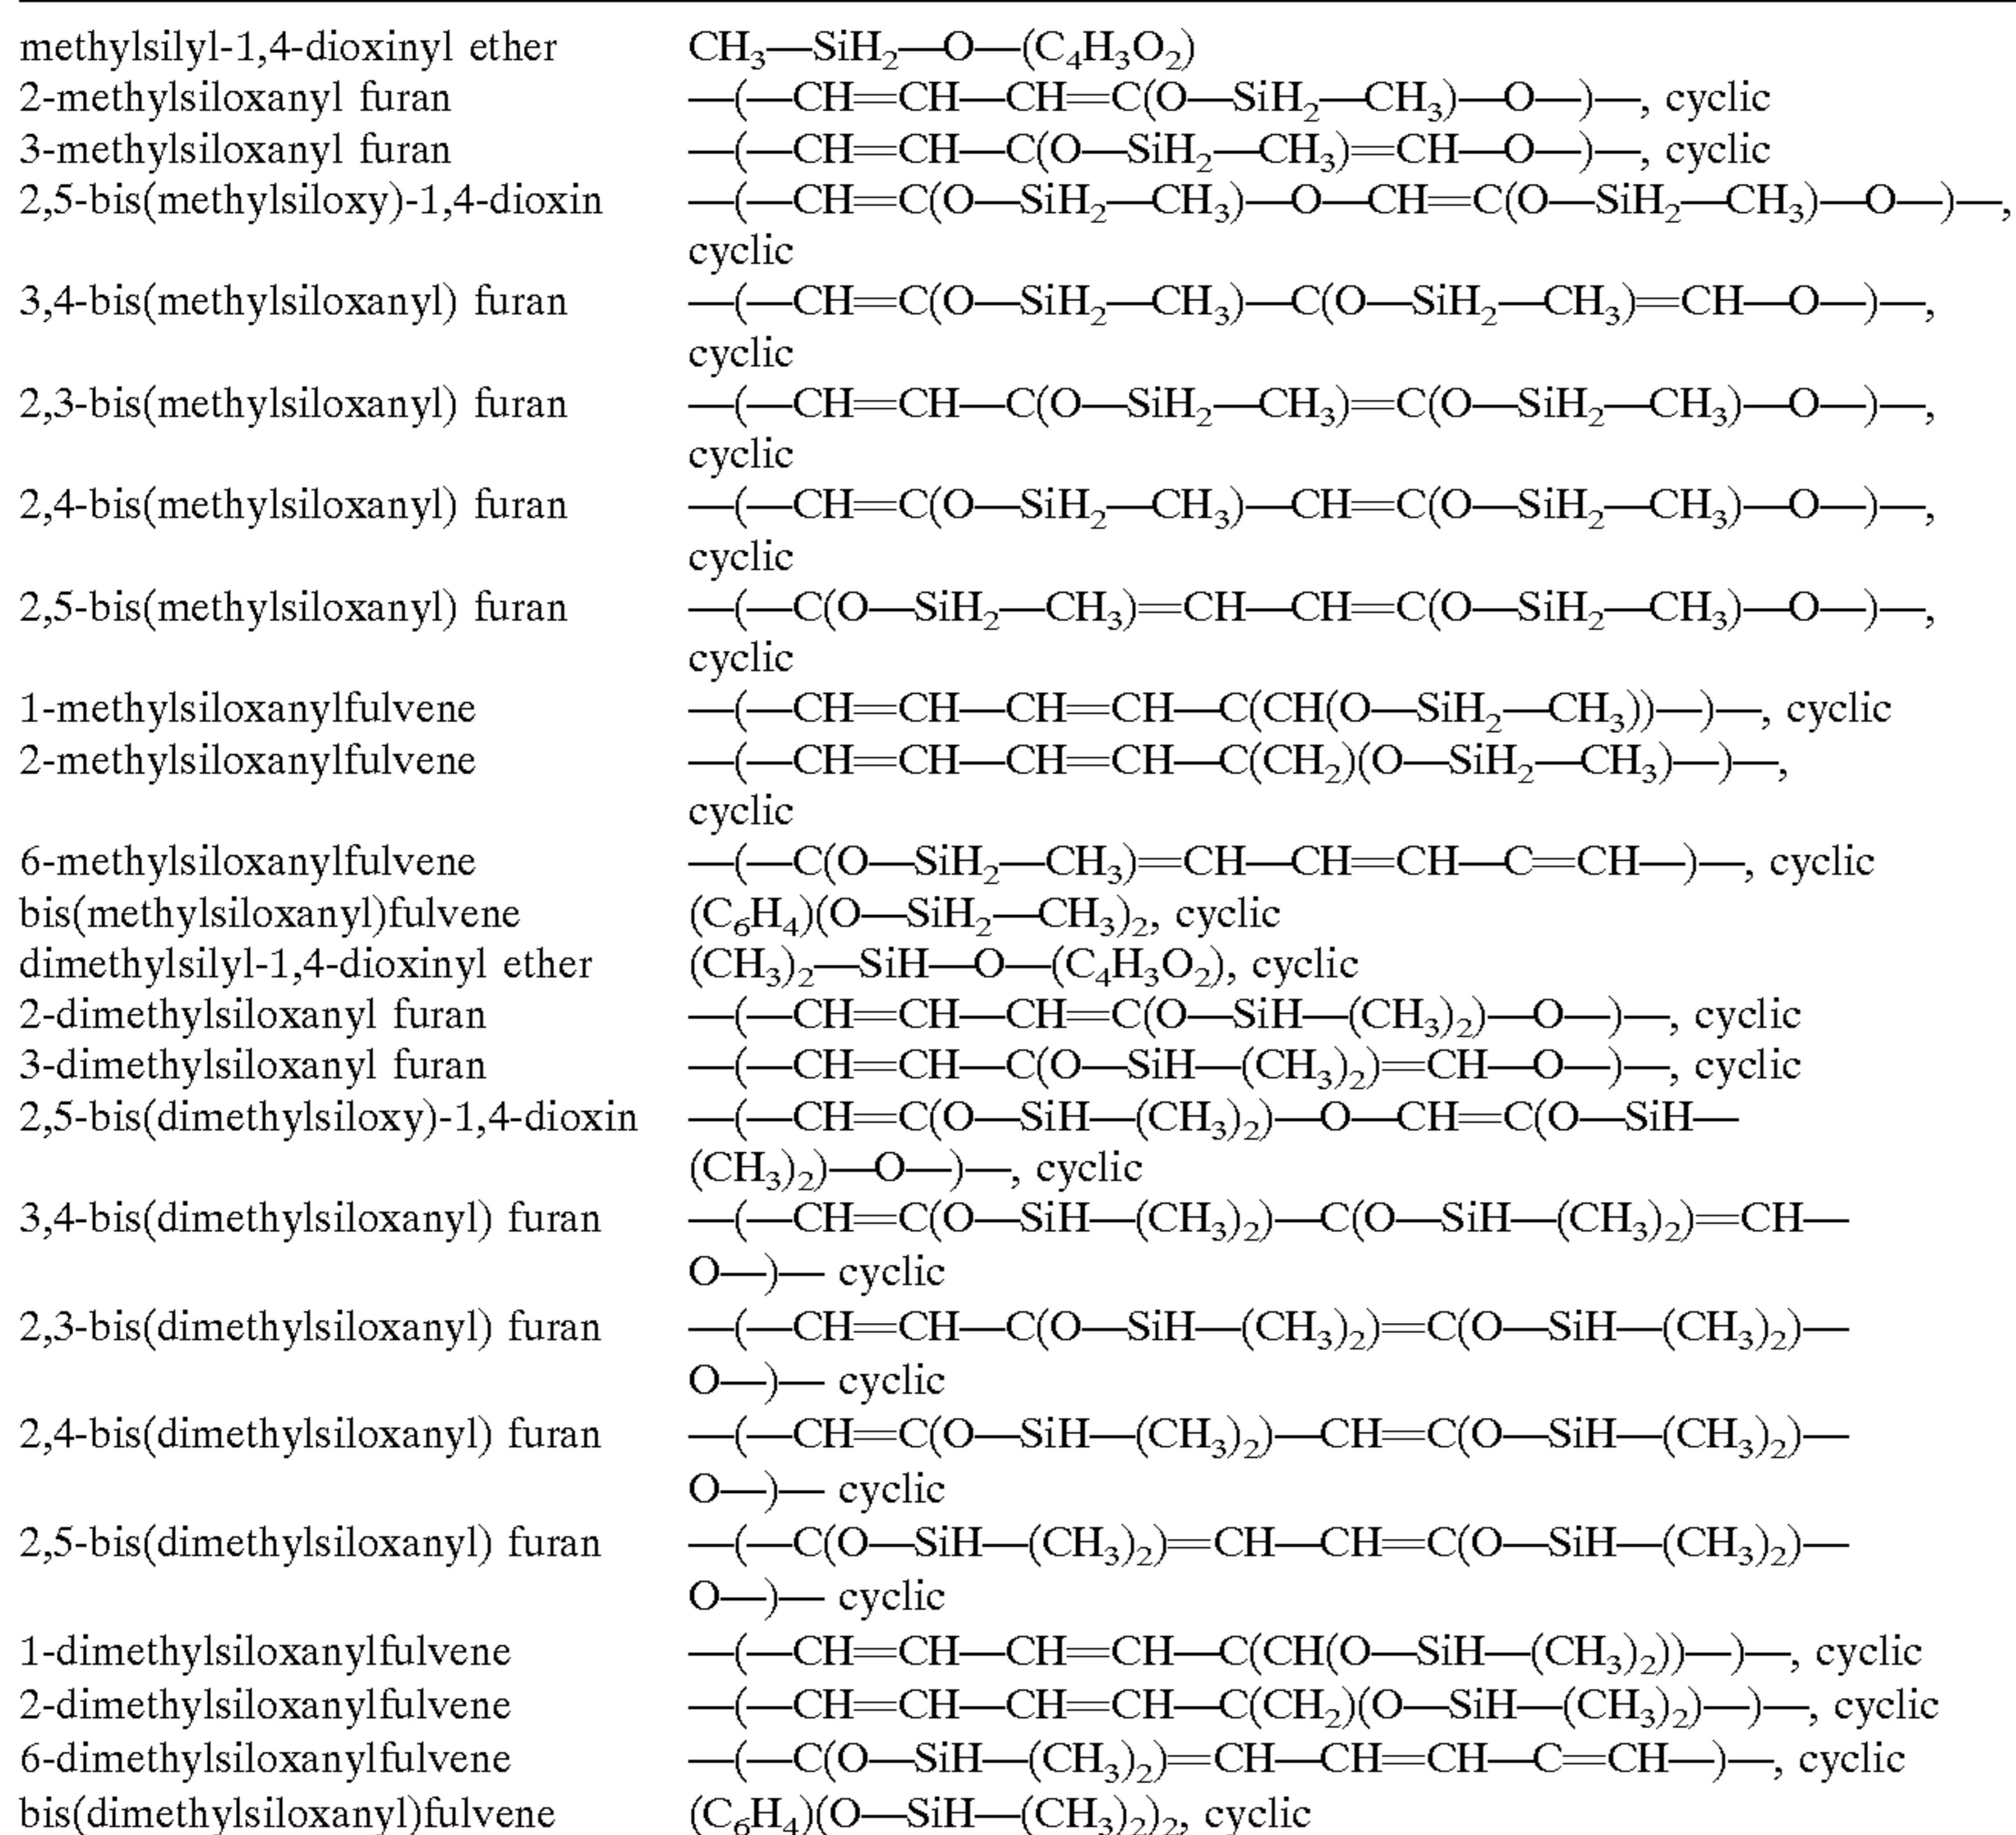 methylsilyl-1,4-dioxinyl ether CH₃—SiH₂—O—(C₄H₃O₂)
2-methylsiloxanyl furan —(—CH=CH—CH=C(O—SiH₂—CH₃)—O—)—, cyclic
3-methylsiloxanyl furan —(—CH=CH—C(O—SiH₂—CH₃)=CH—O—)—, cyclic
2,5-bis(methylsiloxy)-1,4-dioxin —(—CH=C(O—SiH₂—CH₃)—O—CH=C(O—SiH₂—CH₃)—O—)—,
cyclic
3,4-bis(methylsiloxanyl) furan —(—CH=C(O—SiH₂—CH₃)—C(O—SiH₂—CH₃)=CH—O—)—,
cyclic
2,3-bis(methylsiloxanyl) furan —(—CH=CH—C(O—SiH₂—CH₃)=C(O—SiH₂—CH₃)—O—)—,
cyclic
2,4-bis(methylsiloxanyl) furan —(—CH=C(O—SiH₂—CH₃)—CH=C(O—SiH₂—CH₃)—O—)—,
cyclic
2,5-bis(methylsiloxanyl) furan —(—C(O—SiH₂—CH₃)=CH—CH=C(O—SiH₂—CH₃)—O—)—,
cyclic
1-methylsiloxanylfulvene —(—CH=CH—CH=CH—C(CH(O—SiH₂—CH₃))—)—, cyclic
2-methylsiloxanylfulvene —(—CH=CH—CH=CH—C(CH₂)(O—SiH₂—CH₃)—)—,
cyclic
6-methylsiloxanylfulvene —(—C(O—SiH₂—CH₃)=CH—CH=CH—C=CH—)—, cyclic
bis(methylsiloxanyl)fulvene (C₆H₄)(O—SiH₂—CH₃)₂, cyclic
dimethylsilyl-1,4-dioxinyl ether (CH₃)₂—SiH—O—(C₄H₃O₂), cyclic
2-dimethylsiloxanyl furan —(—CH=CH—CH=C(O—SiH—(CH₃)₂)—O—)—, cyclic
3-dimethylsiloxanyl furan —(—CH=CH—C(O—SiH—(CH₃)₂)=CH—O—)—, cyclic
2,5-bis(dimethylsiloxy)-1,4-dioxin —(—CH=C(O—SiH—(CH₃)₂)—O—CH=C(O—SiH—
(CH₃)₂)—O—)—, cyclic
3,4-bis(dimethylsiloxanyl) furan —(—CH=C(O—SiH—(CH₃)₂)—C(O—SiH—(CH₃)₂)=CH—
O—)— cyclic
2,3-bis(dimethylsiloxanyl) furan —(—CH=CH—C(O—SiH—(CH₃)₂)=C(O—SiH—(CH₃)₂)—
O—)— cyclic
2,4-bis(dimethylsiloxanyl) furan —(—CH=C(O—SiH—(CH₃)₂)—CH=C(O—SiH—(CH₃)₂)—
O—)— cyclic
2,5-bis(dimethylsiloxanyl) furan —(—C(O—SiH—(CH₃)₂)=CH—CH=C(O—SiH—(CH₃)₂)—
O—)— cyclic
1-dimethylsiloxanylfulvene —(—CH=CH—CH=CH—C(CH(O—SiH—(CH₃)₂))—)—, cyclic
2-dimethylsiloxanylfulvene —(—CH=CH—CH=CH—C(CH₂)(O—SiH—(CH₃)₂)—)—, cyclic
6-dimethylsiloxanylfulvene —(—C(O—SiH—(CH₃)₂)=CH—CH=CH—C=CH—)—, cyclic
bis(dimethylsiloxanyl)fulvene (C₆H₄)(O—SiH—(CH₃)₂)₂, cyclic